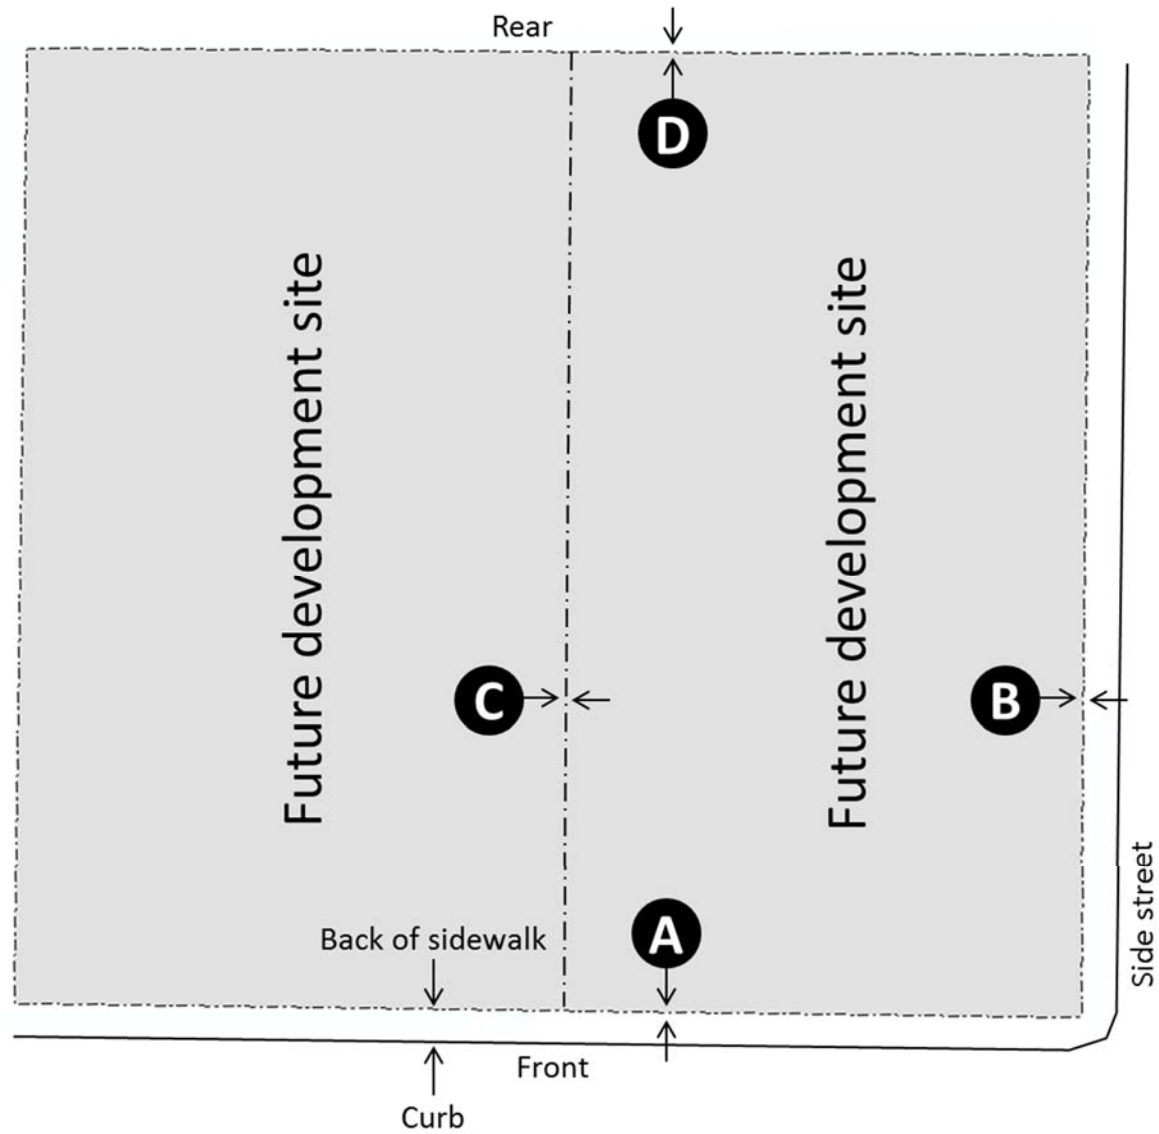 Rear
D
Future development site
Future development site
C
B
A
Back of sidewalk
Side street
Front
Curb